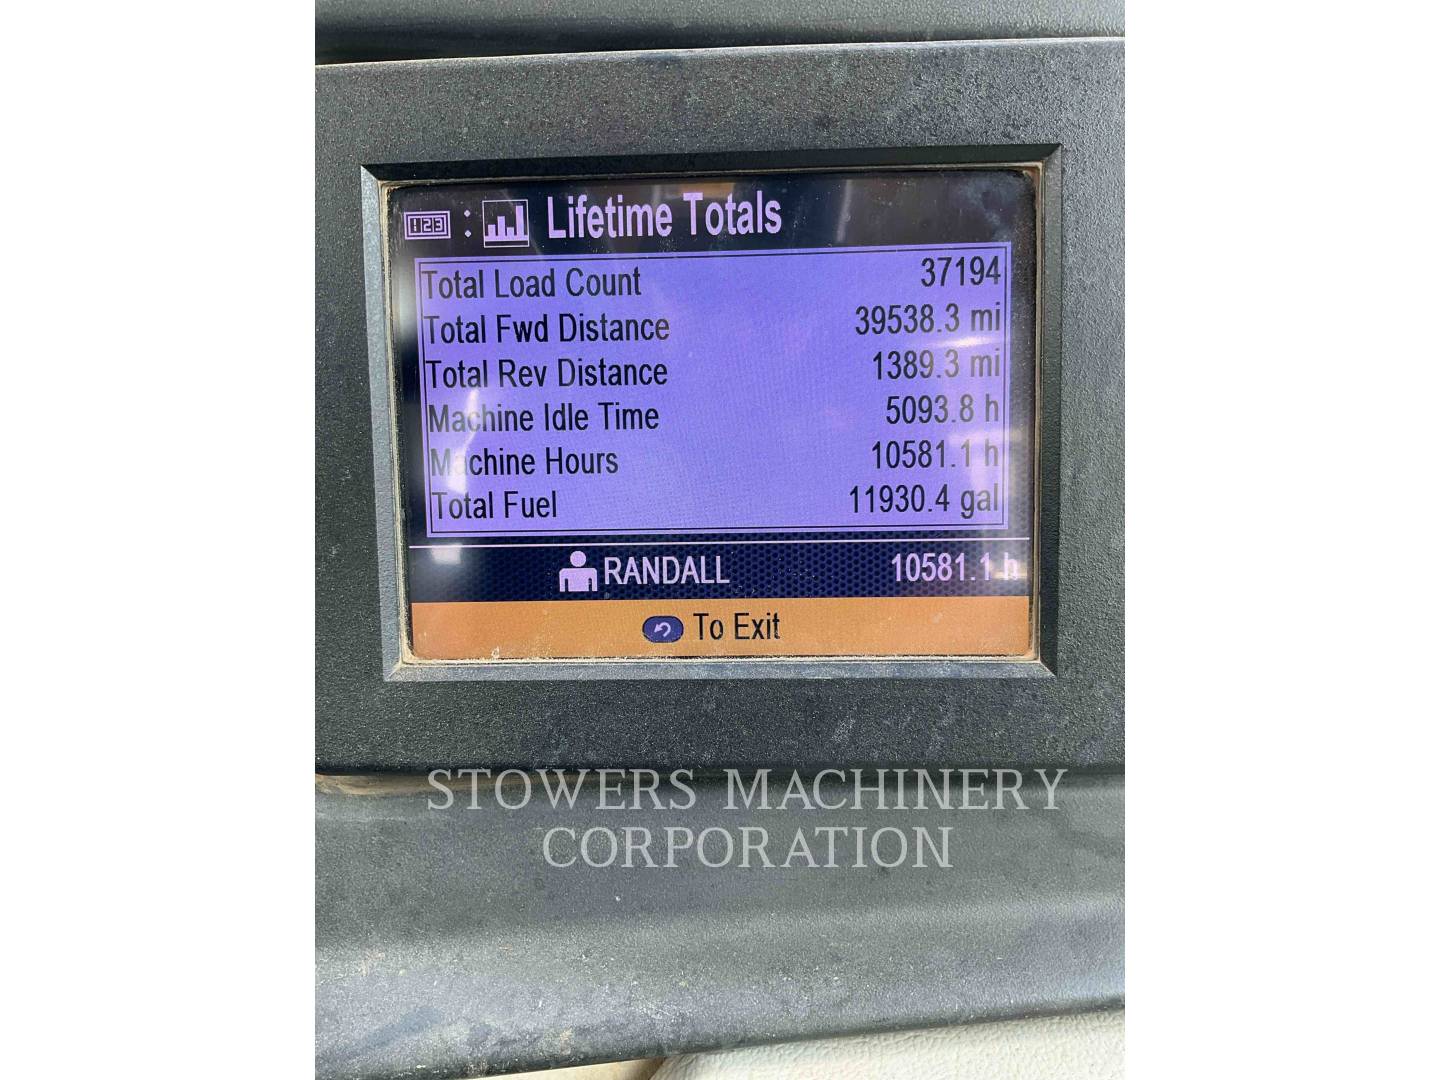 123 : Lifetime Totals
Total Load Count 37194
Total Fwd Distance 39538.3 mi
Total Rev Distance 1389.3 mi
Machine Idle Time 5093.8 h
Machine Hours 10581.1 h
Total Fuel 11930.4 gal
RANDALL 10581.1 h
To Exit
STOWERS MACHINERY
CORPORATION